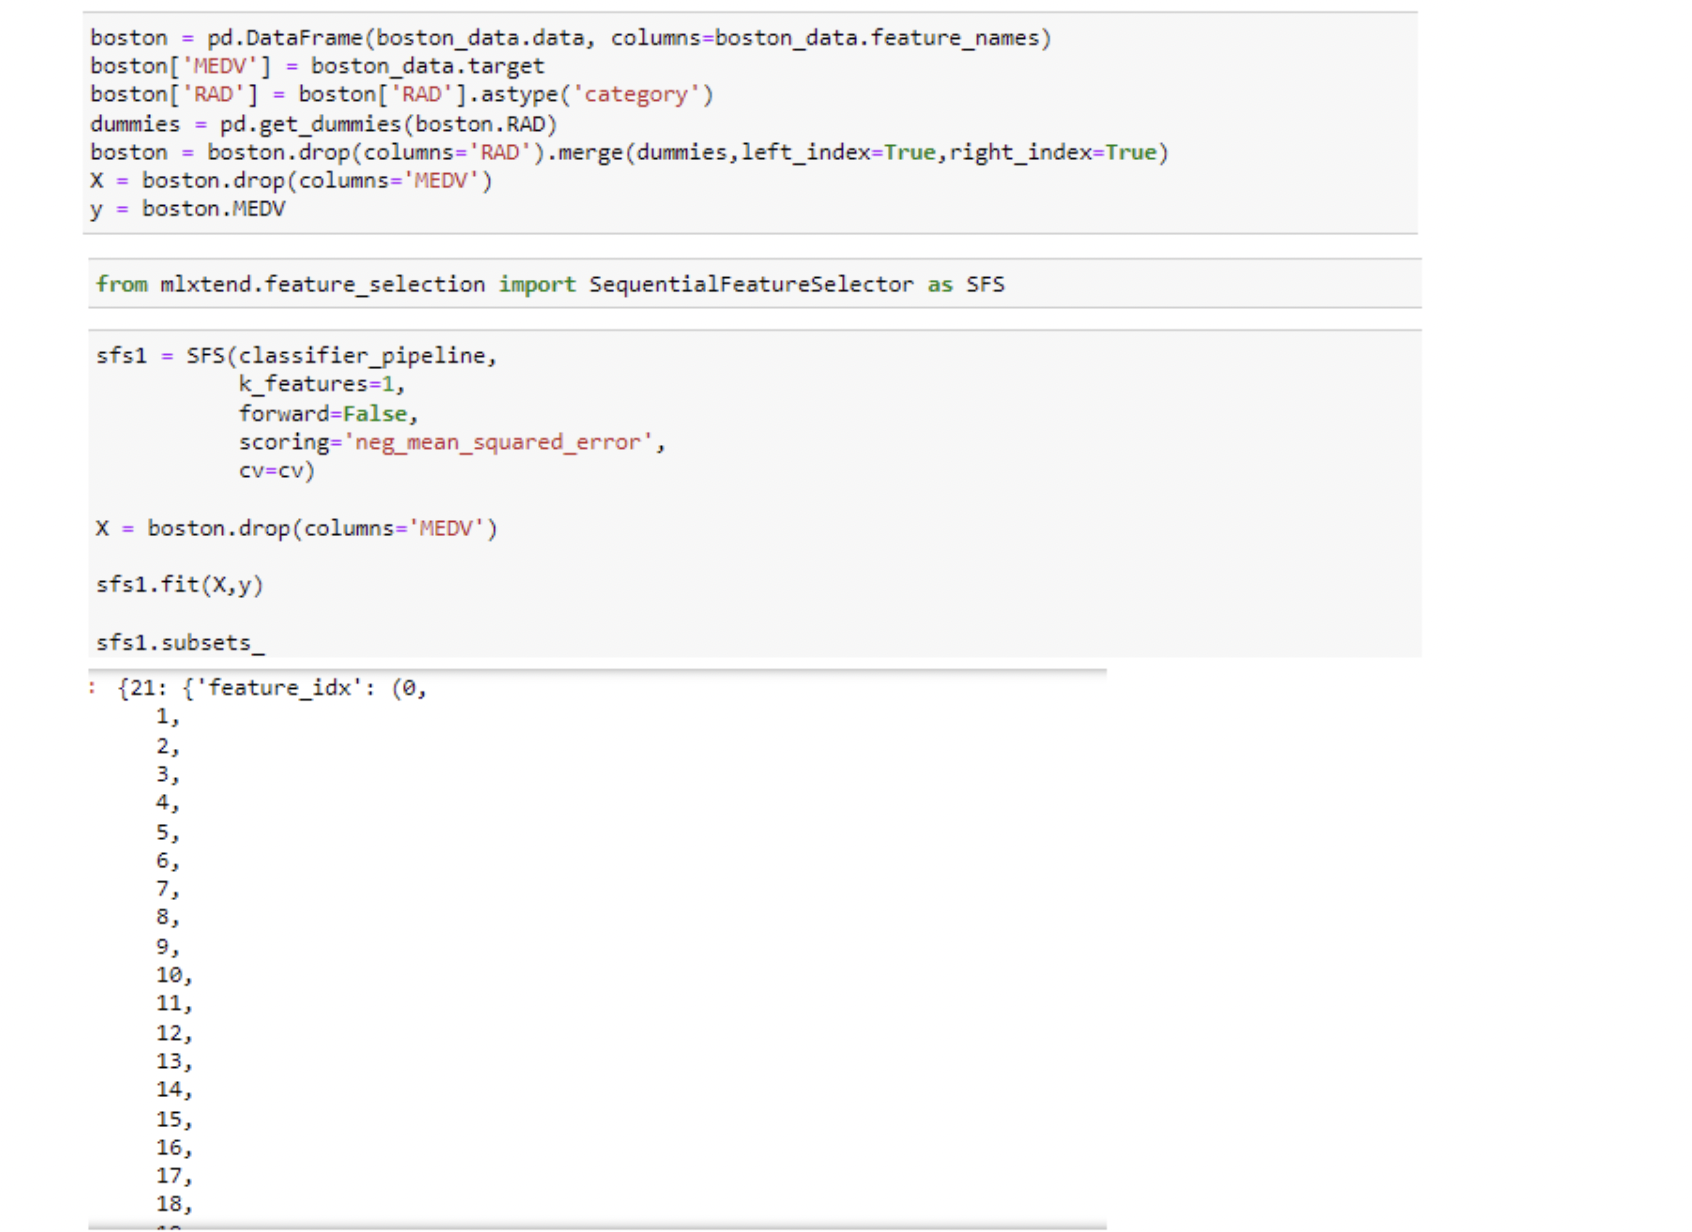 boston = pd.DataFrame(boston_data.data, columns=boston_data.feature_names)
boston['MEDV'] = boston_data.target
boston['RAD'] = boston['RAD'].astype('category')
dummies = pd.get_dummies(boston.RAD)
boston = boston.drop(columns='RAD').merge(dummies,left_index=True,right_index=True)
X = boston.drop(columns='MEDV')
y = boston.MEDV
from mlxtend.feature_selection import SequentialFeatureSelector as SFS
sfs1 = SFS(classifier_pipeline,
k_features=1,
forward=False,
scoring='neg_mean_squared_error',
cv=cv)
X = boston.drop(columns='MEDV')
sfs1.fit(X,y)
sfs1.subsets_
: {21: {'feature_idx': (0,
1,
2,
3,
4,
5,
6,
7,
8,
9,
10,
11,
12,
13,
14,
15,
16,
17,
18,